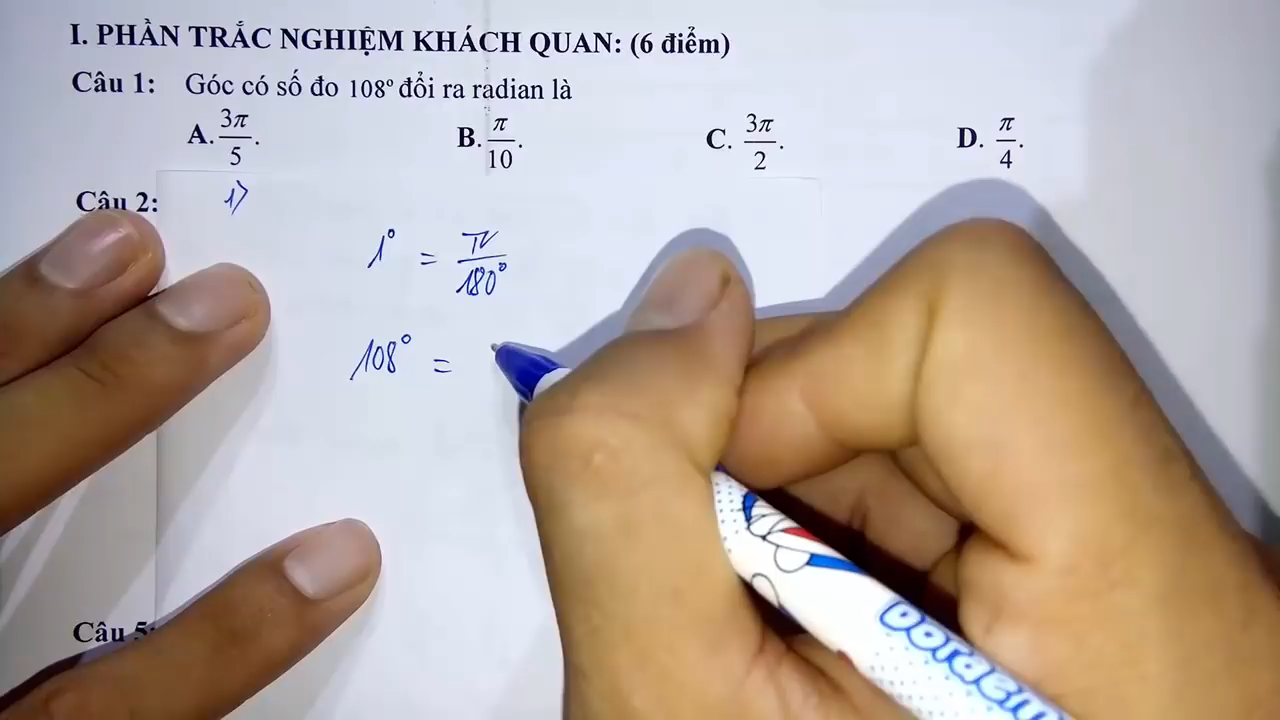 I. PHẦN TRẮC NGHIỆM KHÁCH QUAN: (6 điểm)
Câu 1: Góc có số đo 108° đổi ra radian là
A. 3π/5. B. π/10. C. 3π/2. D. π/4.
Câu 2: 1)
1° = π/180°
108° =
Câu 5:
DORAEMON